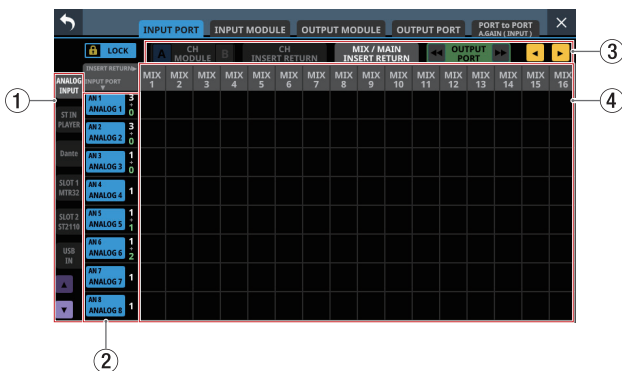 INPUT PORT INPUT MODULE OUTPUT MODULE OUTPUT PORT PORT to PORT
A.GAIN ( INPUT )
LOCK A CH
MODULE B CH
INSERT RETURN MIX / MAIN
INSERT RETURN OUTPUT
PORT
3
INSERT RETURN▶
INPUT PORT
▼
MIX 1 MIX 2 MIX 3 MIX 4 MIX 5 MIX 6 MIX 7 MIX 8 MIX 9 MIX 10 MIX 11 MIX 12 MIX 13 MIX 14 MIX 15 MIX 16
1
4
ANALOG
INPUT
ST IN
PLAYER
Dante
SLOT 1
MTR32
SLOT 2
ST2110
USB
IN
AN 1
ANALOG 1
3
+
0
AN 2
ANALOG 2
3
+
0
AN 3
ANALOG 3
1
+
0
AN 4
ANALOG 4
1
AN 5
ANALOG 5
1
+
1
AN 6
ANALOG 6
1
+
2
AN 7
ANALOG 7
1
AN 8
ANALOG 8
1
2